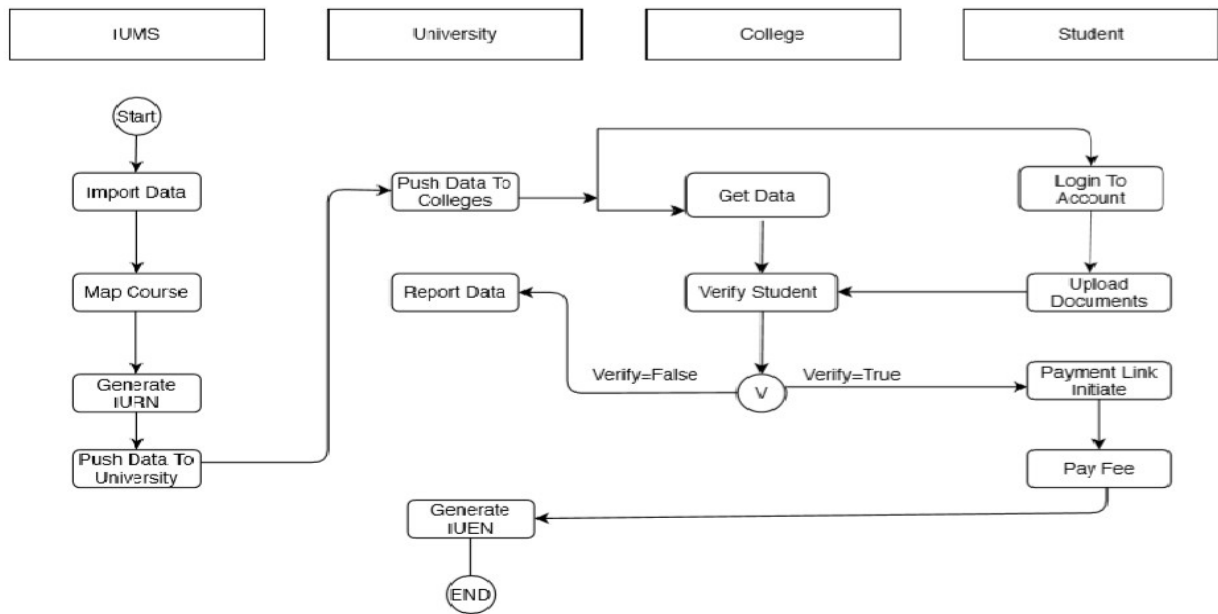 IUMS
University
College
Student
Start
Import Data
Map Course
Generate
IURN
Push Data To
University
Push Data To
Colleges
Report Data
Get Data
Verify Student
Login To
Account
Upload
Documents
Verify=False
V
Verify=True
Payment Link
Initiate
Pay Fee
Generate
IUEN
END